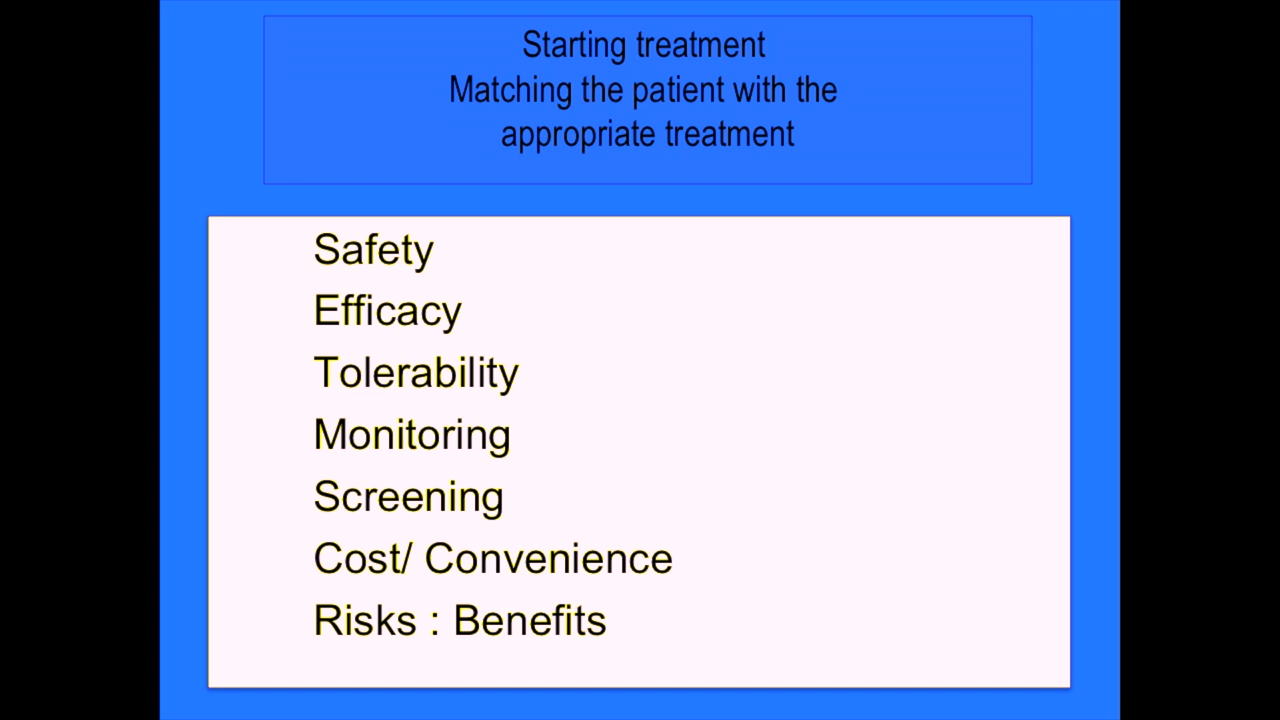 Starting treatment
Matching the patient with the
appropriate treatment
Safety
Efficacy
Tolerability
Monitoring
Screening
Cost/ Convenience
Risks : Benefits